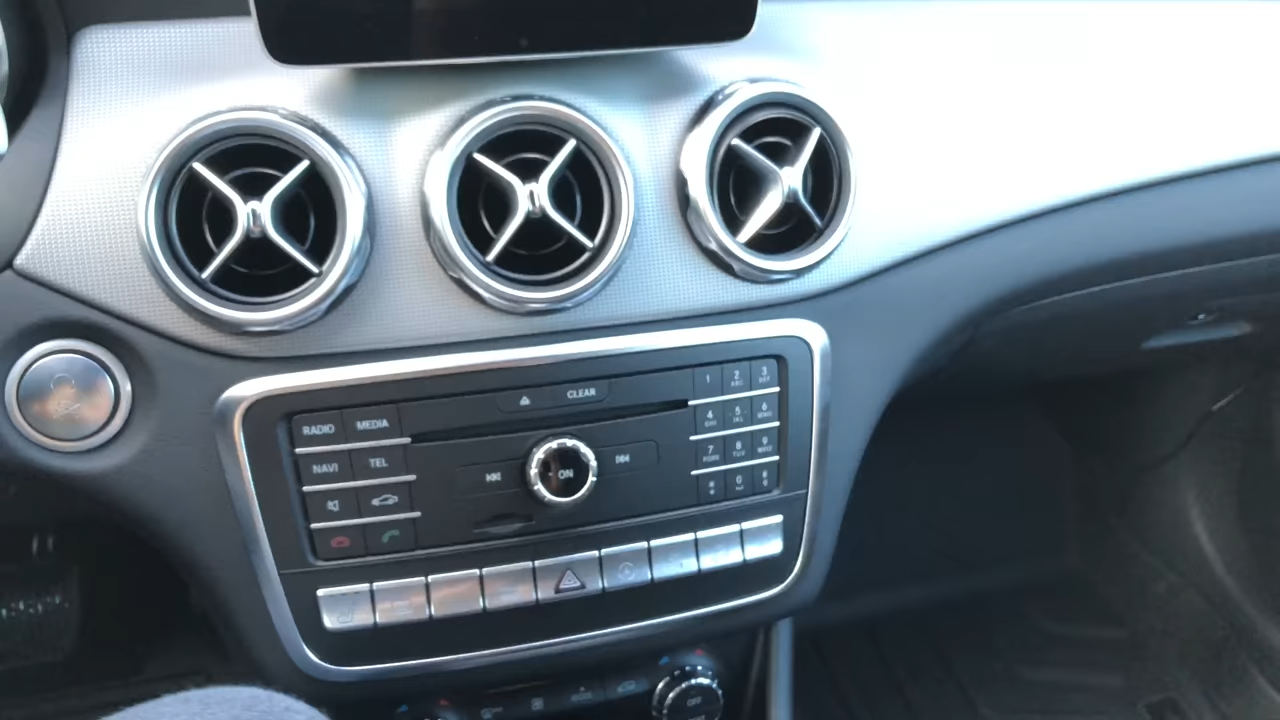 CLEAR
RADIO MEDIA
NAVI TEL
ON
1 2 ABC 3 DEF
4 GHI 5 JKL 6 MNO
7 PQRS 8 TUV 9 WXYZ
0
OFF